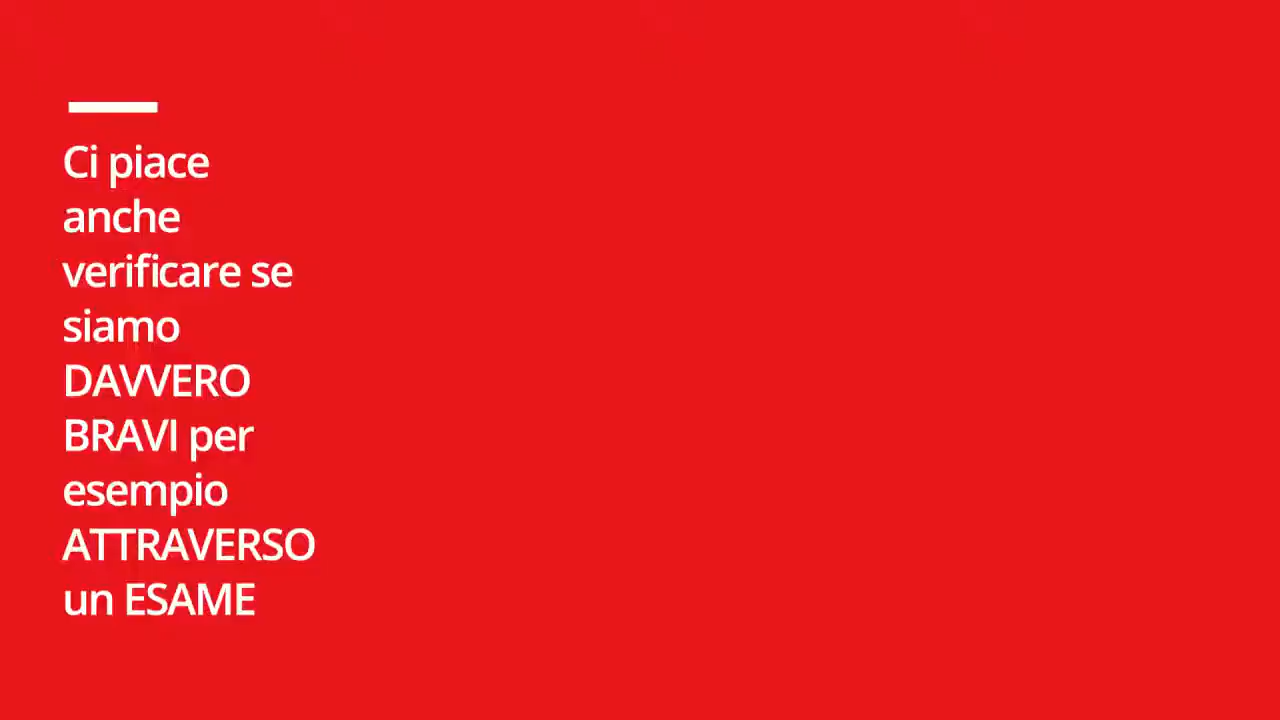 Ci piace
anche
verificare se
siamo
DAVVERO
BRAVI per
esempio
ATTRAVERSO
un ESAME